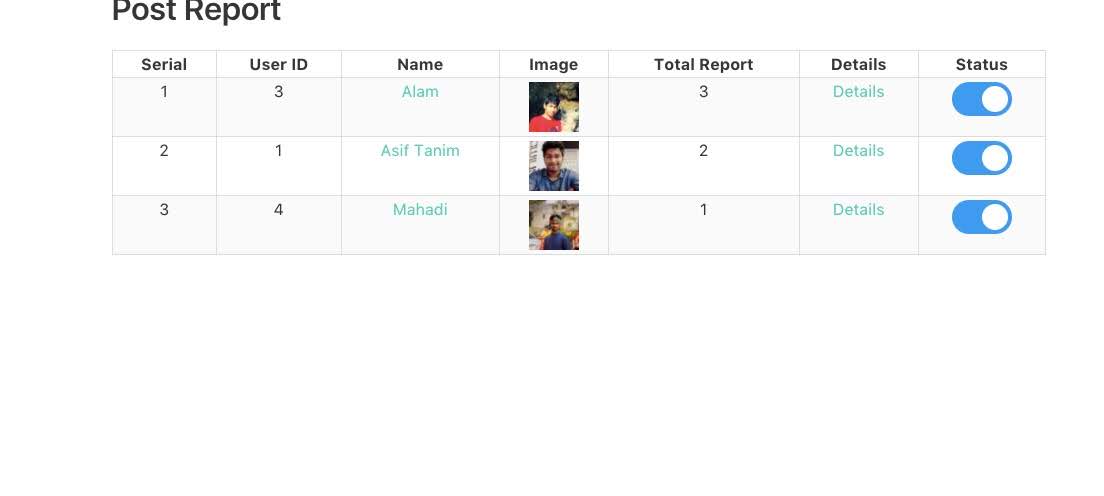 Post Report
Serial User ID Name Image Total Report Details Status
1 3 Alam 3 Details
2 1 Asif Tanim 2 Details
3 4 Mahadi 1 Details